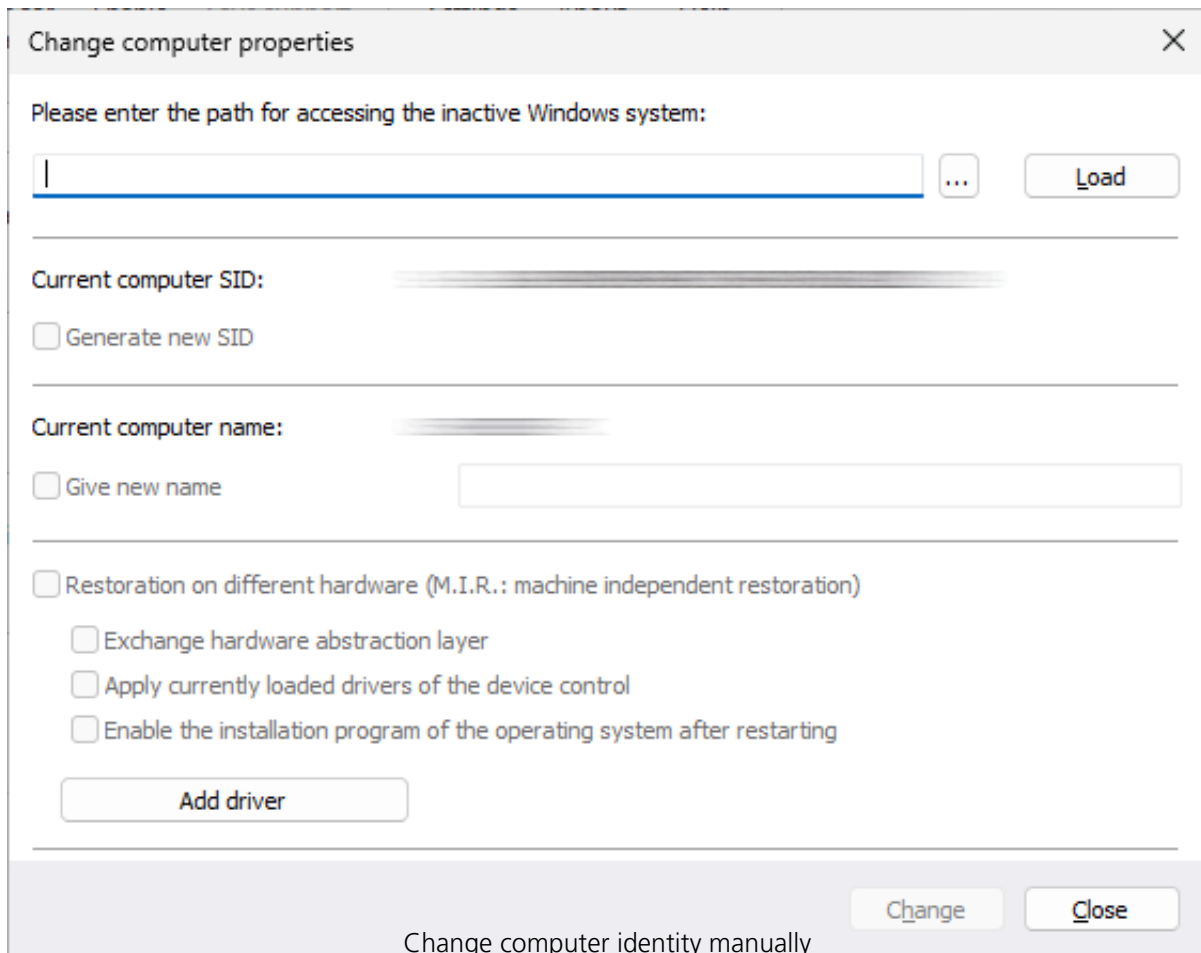 Change computer properties
Please enter the path for accessing the inactive Windows system:
... Load
Current computer SID:
Generate new SID
Current computer name:
Give new name
Restoration on different hardware (M.I.R.: machine independent restoration)
Exchange hardware abstraction layer
Apply currently loaded drivers of the device control
Enable the installation program of the operating system after restarting
Add driver
Change Close
Change computer identity manually